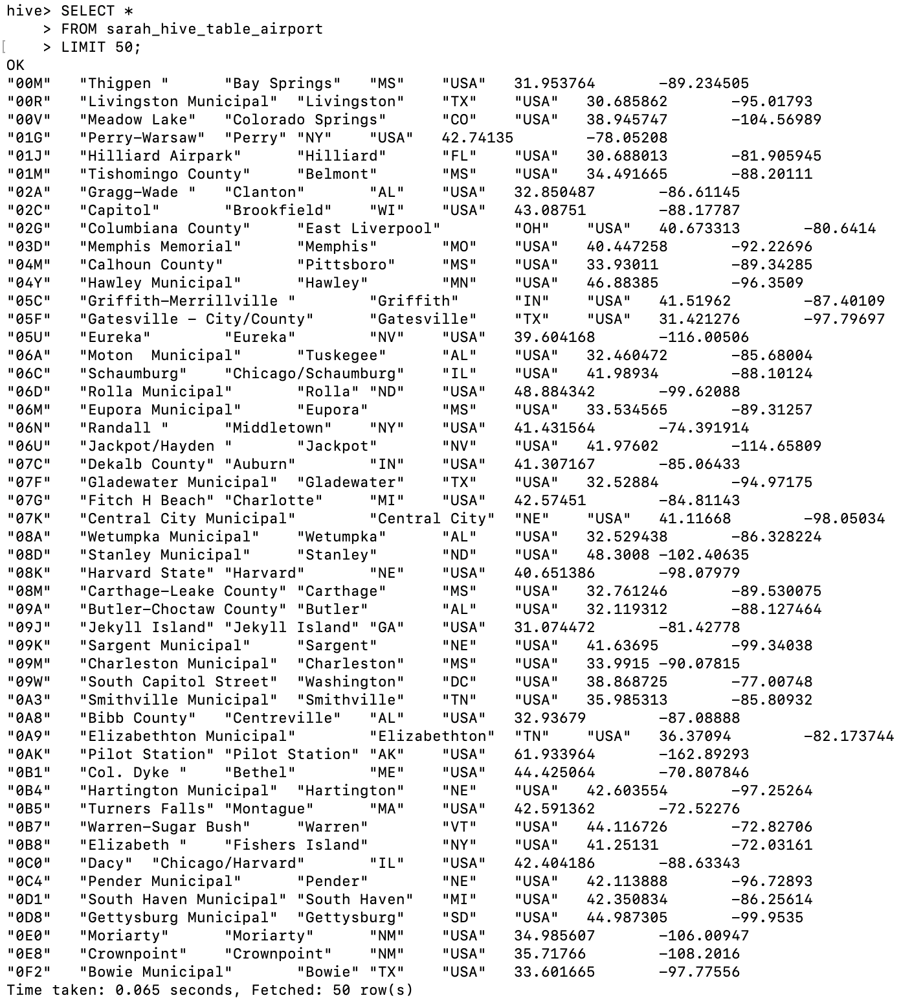 hive> SELECT *
    > FROM sarah_hive_table_airport
[    > LIMIT 50;
OK
"00M"	"Thigpen "	"Bay Springs"	"MS"	"USA"	31.953764	-89.234505
"00R"	"Livingston Municipal"	"Livingston"	"TX"	"USA"	30.685862	-95.01793
"00V"	"Meadow Lake"	"Colorado Springs"	"CO"	"USA"	38.945747	-104.56989
"01G"	"Perry-Warsaw"	"Perry"	"NY"	"USA"	42.74135	-78.05208
"01J"	"Hilliard Airpark"	"Hilliard"	"FL"	"USA"	30.688013	-81.905945
"01M"	"Tishomingo County"	"Belmont"	"MS"	"USA"	34.491665	-88.20111
"02A"	"Gragg-Wade "	"Clanton"	"AL"	"USA"	32.850487	-86.61145
"02C"	"Capitol"	"Brookfield"	"WI"	"USA"	43.08751	-88.17787
"02G"	"Columbiana County"	"East Liverpool"	"OH"	"USA"	40.673313	-80.6414
"03D"	"Memphis Memorial"	"Memphis"	"MO"	"USA"	40.447258	-92.22696
"04M"	"Calhoun County"	"Pittsboro"	"MS"	"USA"	33.93011	-89.34285
"04Y"	"Hawley Municipal"	"Hawley"	"MN"	"USA"	46.88385	-96.3509
"05C"	"Griffith-Merrillville "	"Griffith"	"IN"	"USA"	41.51962	-87.40109
"05F"	"Gatesville - City/County"	"Gatesville"	"TX"	"USA"	31.421276	-97.79697
"05U"	"Eureka"	"Eureka"	"NV"	"USA"	39.604168	-116.00506
"06A"	"Moton  Municipal"	"Tuskegee"	"AL"	"USA"	32.460472	-85.68004
"06C"	"Schaumburg"	"Chicago/Schaumburg"	"IL"	"USA"	41.98934	-88.10124
"06D"	"Rolla Municipal"	"Rolla"	"ND"	"USA"	48.884342	-99.62088
"06M"	"Eupora Municipal"	"Eupora"	"MS"	"USA"	33.534565	-89.31257
"06N"	"Randall "	"Middletown"	"NY"	"USA"	41.431564	-74.391914
"06U"	"Jackpot/Hayden "	"Jackpot"	"NV"	"USA"	41.97602	-114.65809
"07C"	"Dekalb County"	"Auburn"	"IN"	"USA"	41.307167	-85.06433
"07F"	"Gladewater Municipal"	"Gladewater"	"TX"	"USA"	32.52884	-94.97175
"07G"	"Fitch H Beach"	"Charlotte"	"MI"	"USA"	42.57451	-84.81143
"07K"	"Central City Municipal"	"Central City"	"NE"	"USA"	41.11668	-98.05034
"08A"	"Wetumpka Municipal"	"Wetumpka"	"AL"	"USA"	32.529438	-86.328224
"08D"	"Stanley Municipal"	"Stanley"	"ND"	"USA"	48.3008	-102.40635
"08K"	"Harvard State"	"Harvard"	"NE"	"USA"	40.651386	-98.07979
"08M"	"Carthage-Leake County"	"Carthage"	"MS"	"USA"	32.761246	-89.530075
"09A"	"Butler-Choctaw County"	"Butler"	"AL"	"USA"	32.119312	-88.127464
"09J"	"Jekyll Island"	"Jekyll Island"	"GA"	"USA"	31.074472	-81.42778
"09K"	"Sargent Municipal"	"Sargent"	"NE"	"USA"	41.63695	-99.34038
"09M"	"Charleston Municipal"	"Charleston"	"MS"	"USA"	33.9915	-90.07815
"09W"	"South Capitol Street"	"Washington"	"DC"	"USA"	38.868725	-77.00748
"0A3"	"Smithville Municipal"	"Smithville"	"TN"	"USA"	35.985313	-85.80932
"0A8"	"Bibb County"	"Centreville"	"AL"	"USA"	32.93679	-87.08888
"0A9"	"Elizabethton Municipal"	"Elizabethton"	"TN"	"USA"	36.37094	-82.173744
"0AK"	"Pilot Station"	"Pilot Station"	"AK"	"USA"	61.933964	-162.89293
"0B1"	"Col. Dyke "	"Bethel"	"ME"	"USA"	44.425064	-70.807846
"0B4"	"Hartington Municipal"	"Hartington"	"NE"	"USA"	42.603554	-97.25264
"0B5"	"Turners Falls"	"Montague"	"MA"	"USA"	42.591362	-72.52276
"0B7"	"Warren-Sugar Bush"	"Warren"	"VT"	"USA"	44.116726	-72.82706
"0B8"	"Elizabeth "	"Fishers Island"	"NY"	"USA"	41.25131	-72.03161
"0C0"	"Dacy"	"Chicago/Harvard"	"IL"	"USA"	42.404186	-88.63343
"0C4"	"Pender Municipal"	"Pender"	"NE"	"USA"	42.113888	-96.72893
"0D1"	"South Haven Municipal"	"South Haven"	"MI"	"USA"	42.350834	-86.25614
"0D8"	"Gettysburg Municipal"	"Gettysburg"	"SD"	"USA"	44.987305	-99.9535
"0E0"	"Moriarty"	"Moriarty"	"NM"	"USA"	34.985607	-106.00947
"0E8"	"Crownpoint"	"Crownpoint"	"NM"	"USA"	35.71766	-108.2016
"0F2"	"Bowie Municipal"	"Bowie"	"TX"	"USA"	33.601665	-97.77556
Time taken: 0.065 seconds, Fetched: 50 row(s)